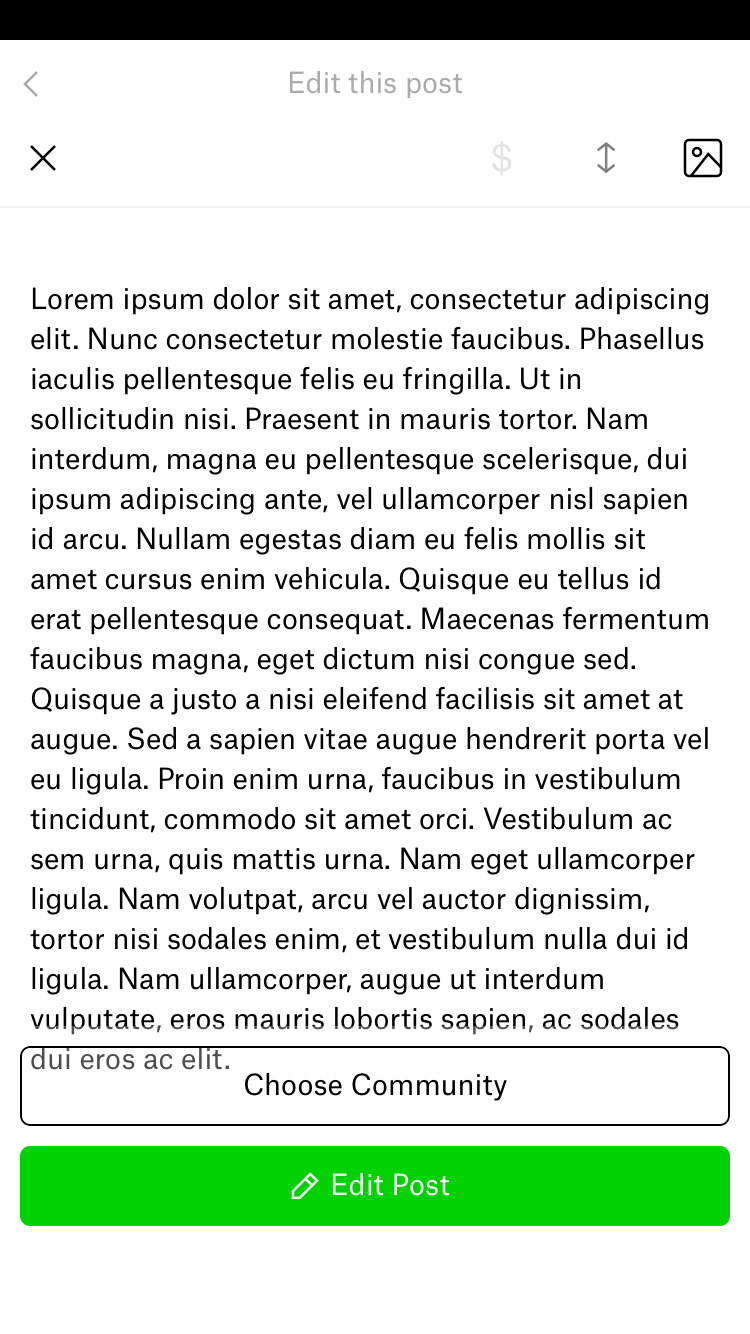 Edit this post
$
Lorem ipsum dolor sit amet, consectetur adipiscing
elit. Nunc consectetur molestie faucibus. Phasellus
iaculis pellentesque felis eu fringilla. Ut in
sollicitudin nisi. Praesent in mauris tortor. Nam
interdum, magna eu pellentesque scelerisque, dui
ipsum adipiscing ante, vel ullamcorper nisl sapien
id arcu. Nullam egestas diam eu felis mollis sit
amet cursus enim vehicula. Quisque eu tellus id
erat pellentesque consequat. Maecenas fermentum
faucibus magna, eget dictum nisi congue sed.
Quisque a justo a nisi eleifend facilisis sit amet at
augue. Sed a sapien vitae augue hendrerit porta vel
eu ligula. Proin enim urna, faucibus in vestibulum
tincidunt, commodo sit amet orci. Vestibulum ac
sem urna, quis mattis urna. Nam eget ullamcorper
ligula. Nam volutpat, arcu vel auctor dignissim,
tortor nisi sodales enim, et vestibulum nulla dui id
ligula. Nam ullamcorper, augue ut interdum
vulputate, eros mauris lobortis sapien, ac sodales
dui eros ac elit.
Choose Community
Edit Post